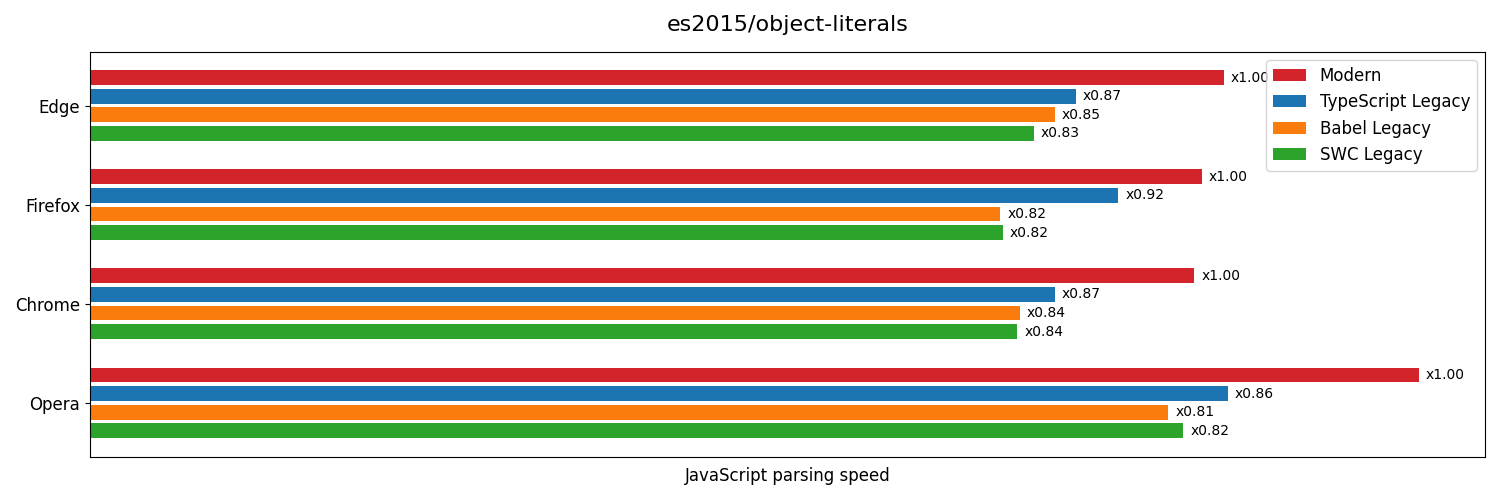 es2015/object-literals
Edge
x1.00
x0.87
x0.85
x0.83
Modern
TypeScript Legacy
Babel Legacy
SWC Legacy
Firefox
x1.00
x0.92
x0.82
x0.82
Chrome
x1.00
x0.87
x0.84
x0.84
Opera
x1.00
x0.86
x0.81
x0.82
JavaScript parsing speed